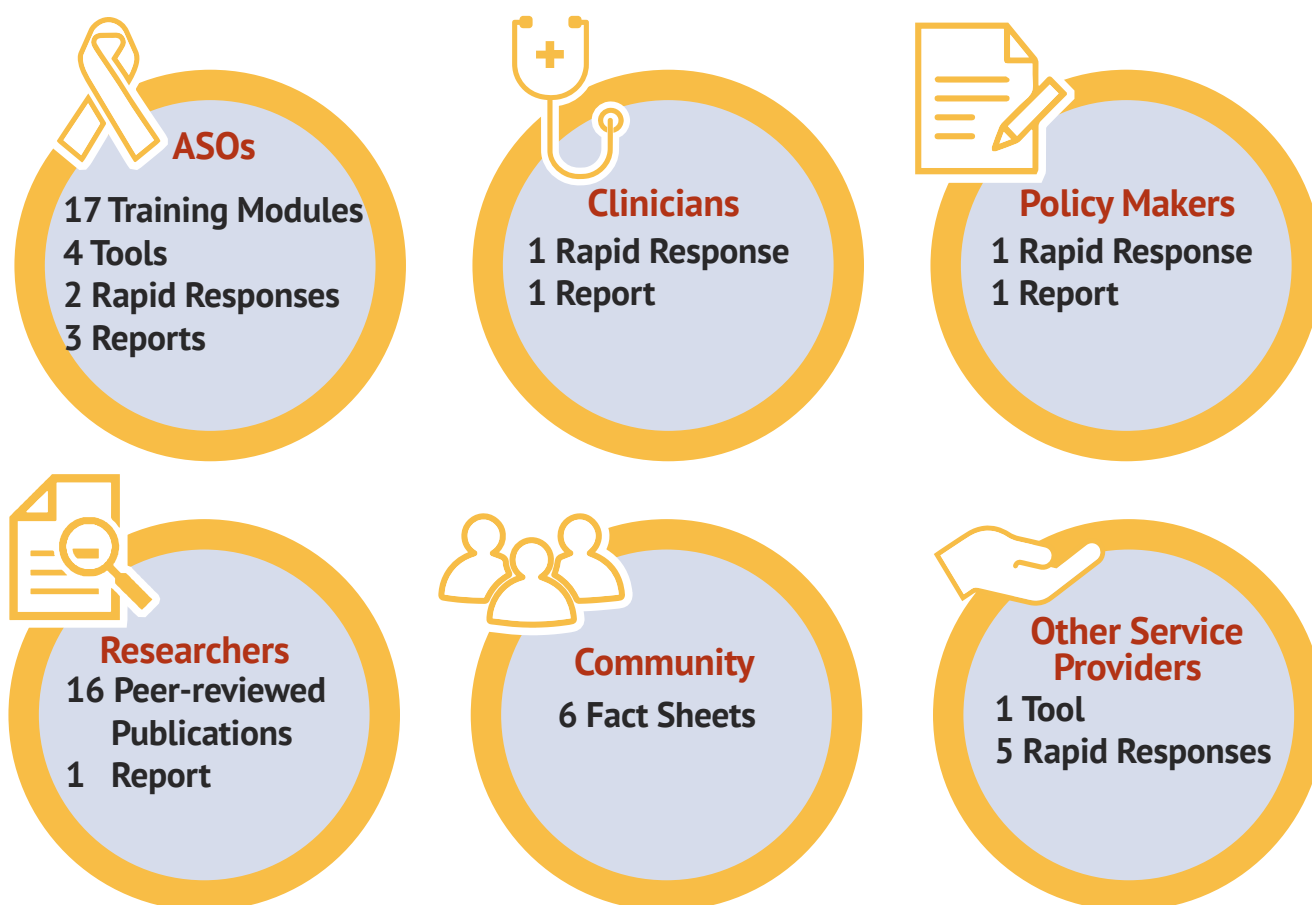 ASOs
17 Training Modules
4 Tools
2 Rapid Responses
3 Reports
Clinicians
1 Rapid Response
1 Report
Policy Makers
1 Rapid Response
1 Report
Researchers
16 Peer-reviewed
Publications
1 Report
Community
6 Fact Sheets
Other Service
Providers
1 Tool
5 Rapid Responses